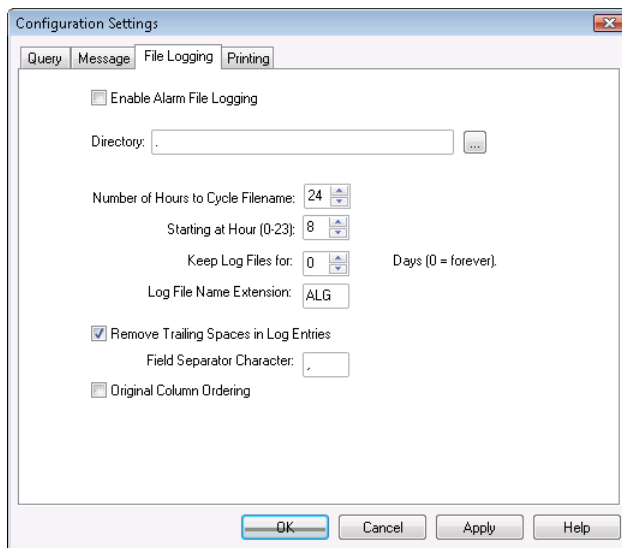 Configuration Settings
Query Message File Logging Printing
Enable Alarm File Logging
Directory: . ...
Number of Hours to Cycle Filename: 24
Starting at Hour (0-23): 8
Keep Log Files for: 0 Days (0 = forever).
Log File Name Extension: ALG
Remove Trailing Spaces in Log Entries
Field Separator Character: ,
Original Column Ordering
OK Cancel Apply Help